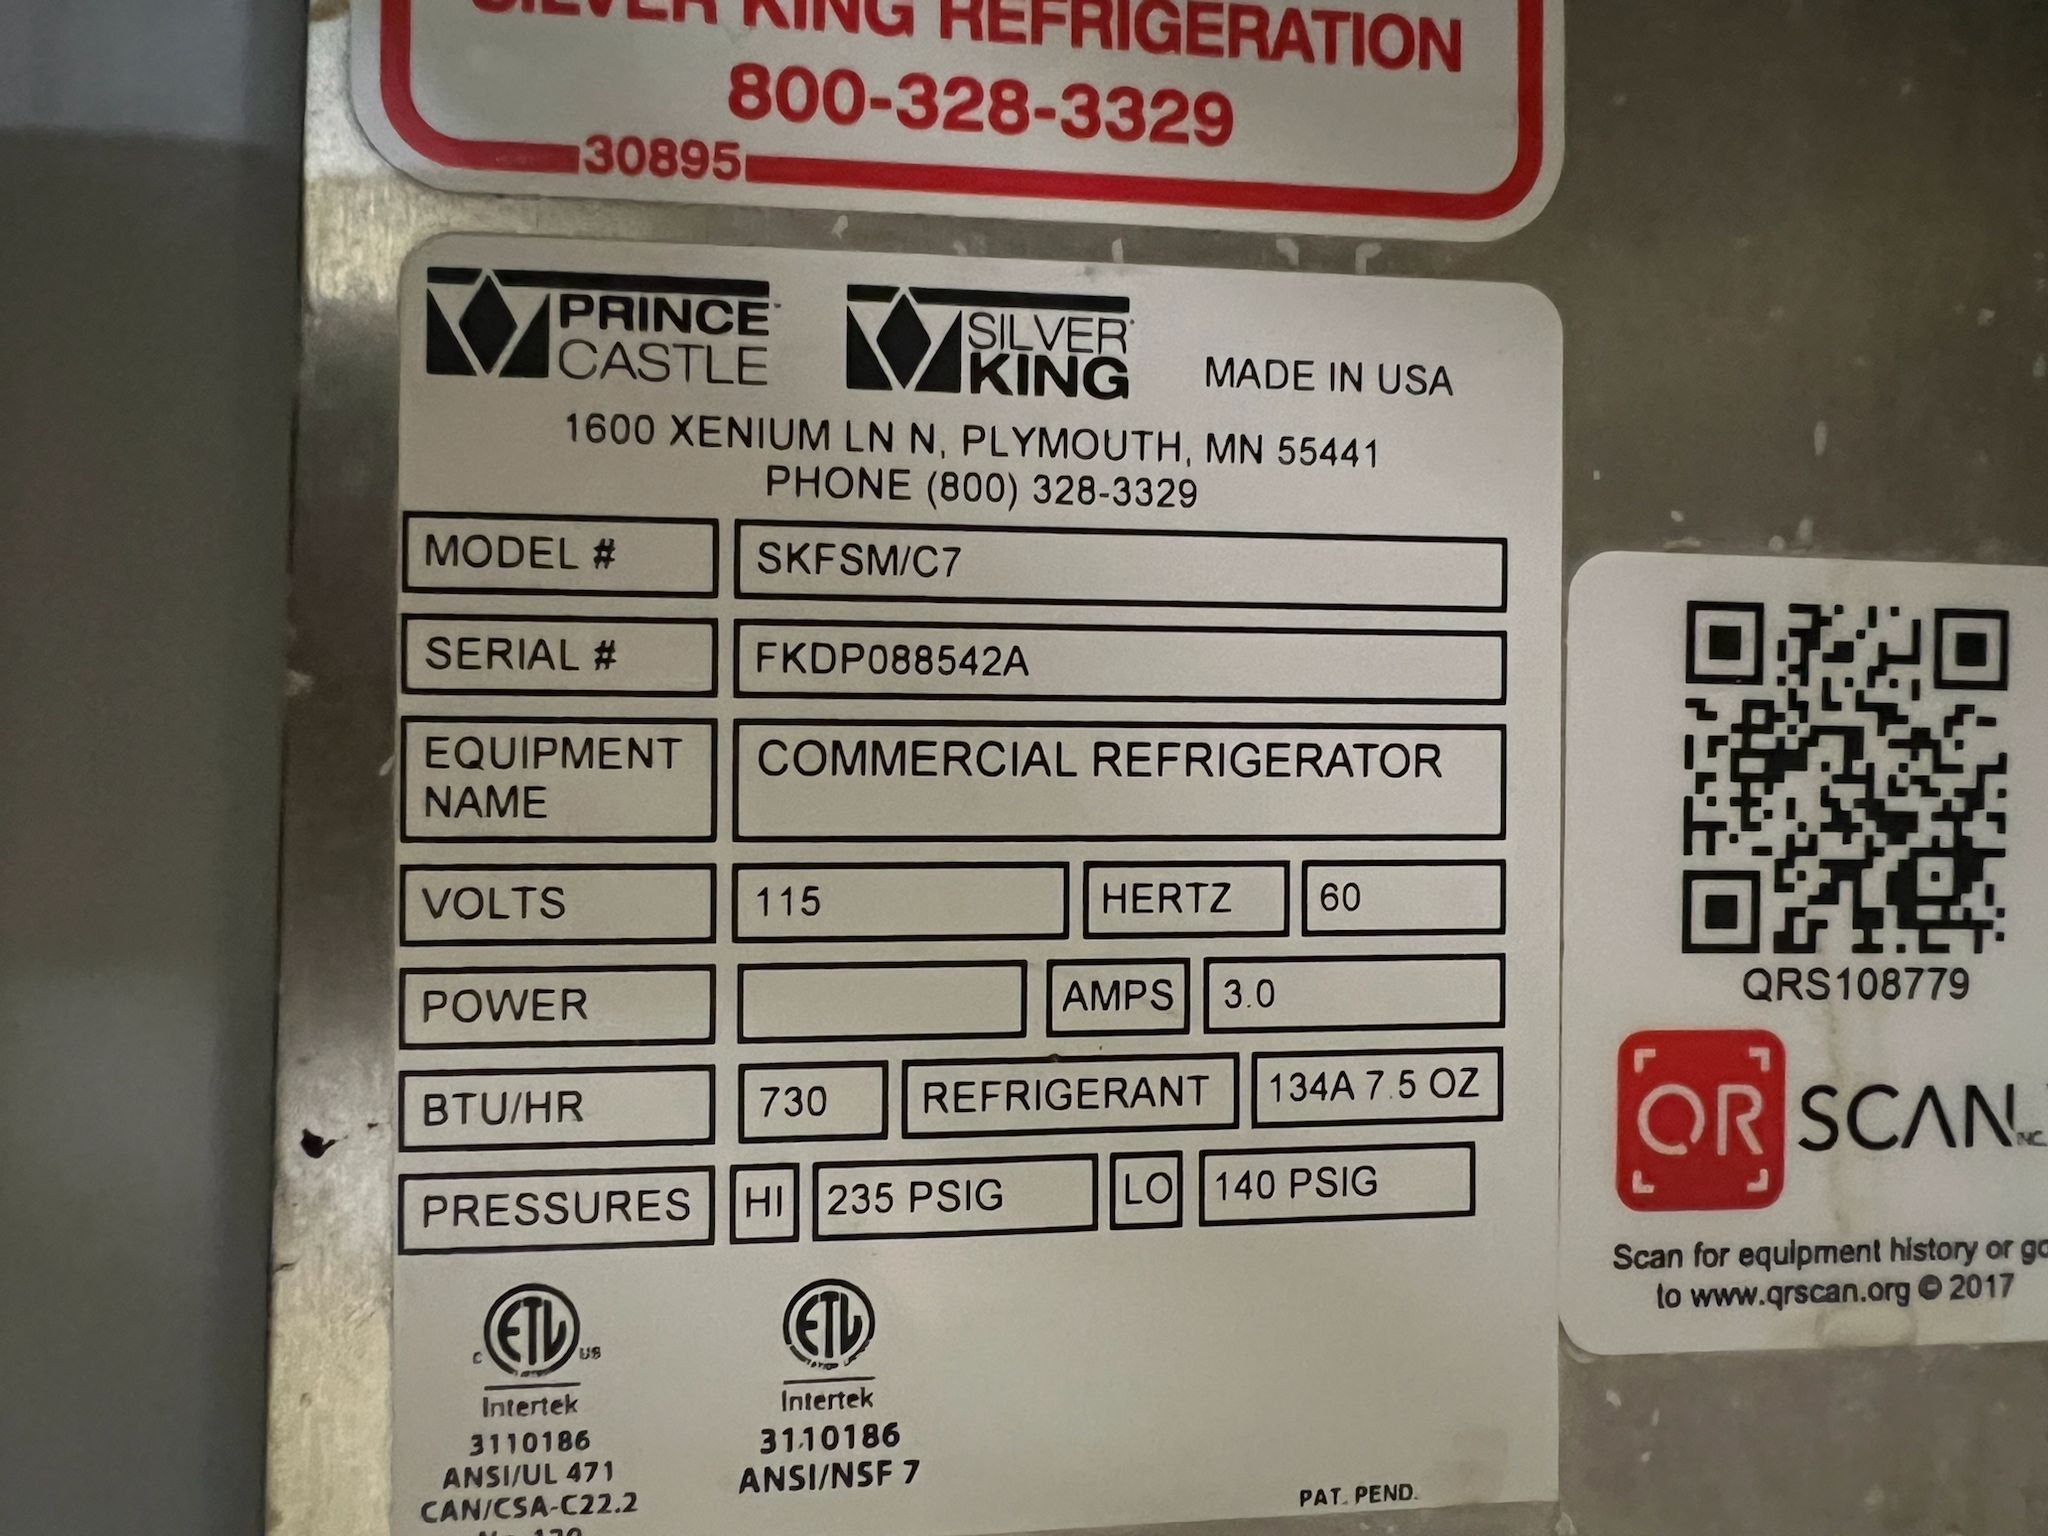 SILVER KING REFRIGERATION
800-328-3329
30895
PRINCE CASTLE
SILVER KING
MADE IN USA
1600 XENIUM LN N, PLYMOUTH, MN 55441
PHONE (800) 328-3329
MODEL # SKFSM/C7
SERIAL # FKDP088542A
EQUIPMENT NAME COMMERCIAL REFRIGERATOR
VOLTS 115 HERTZ 60
POWER AMPS 3.0
BTU/HR 730 REFRIGERANT 134A 7.5 OZ
PRESSURES HI 235 PSIG LO 140 PSIG
C ETL US
Intertek
3110186
ANSI/UL 471
CAN/CSA-C22.2
ETL
Intertek
3110186
ANSI/NSF 7
PAT. PEND.
QRS108779
QR SCAN INC.
Scan for equipment history or go
to www.qrscan.org © 2017